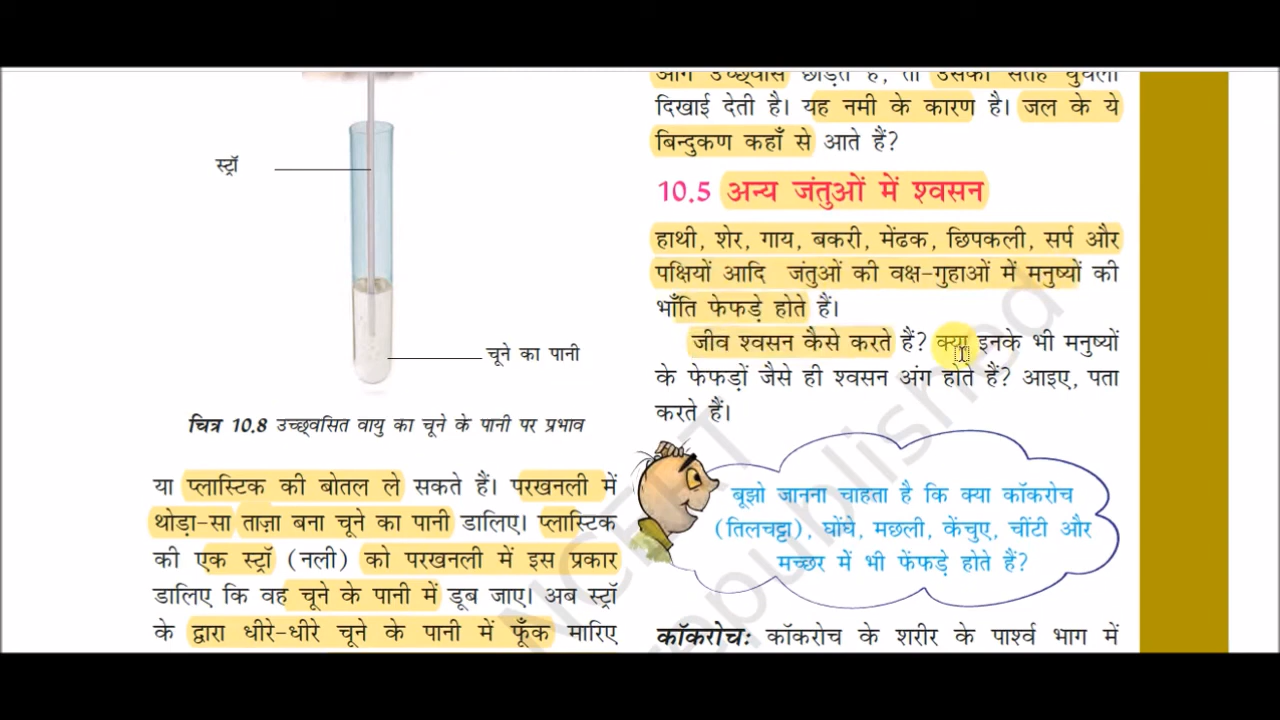 स्ट्रॉ
चूने का पानी
चित्र 10.8 उच्छ्वसित वायु का चूने के पानी पर प्रभाव
या प्लास्टिक की बोतल ले सकते हैं। परखनली में
थोड़ा-सा ताज़ा बना चूने का पानी डालिए। प्लास्टिक
की एक स्ट्रॉ (नली) को परखनली में इस प्रकार
डालिए कि वह चूने के पानी में डूब जाए। अब स्ट्रॉ
के द्वारा धीरे-धीरे चूने के पानी में फूँक मारिए
दिखाई देती है। यह नमी के कारण है। जल के ये
बिन्दुकण कहाँ से आते हैं?
10.5 अन्य जंतुओं में श्वसन
हाथी, शेर, गाय, बकरी, मेंढक, छिपकली, सर्प और
पक्षियों आदि जंतुओं की वक्ष-गुहाओं में मनुष्यों की
भाँति फेफड़े होते हैं।
जीव श्वसन कैसे करते हैं? क्या इनके भी मनुष्यों
के फेफड़ों जैसे ही श्वसन अंग होते हैं? आइए, पता
करते हैं।
बूझो जानना चाहता है कि क्या कॉकरोच
(तिलचट्टा), घोंघे, मछली, केंचुए, चींटी और
मच्छर में भी फेंफड़े होते हैं?
कॉकरोच: कॉकरोच के शरीर के पार्श्व भाग में
NCERT
republished